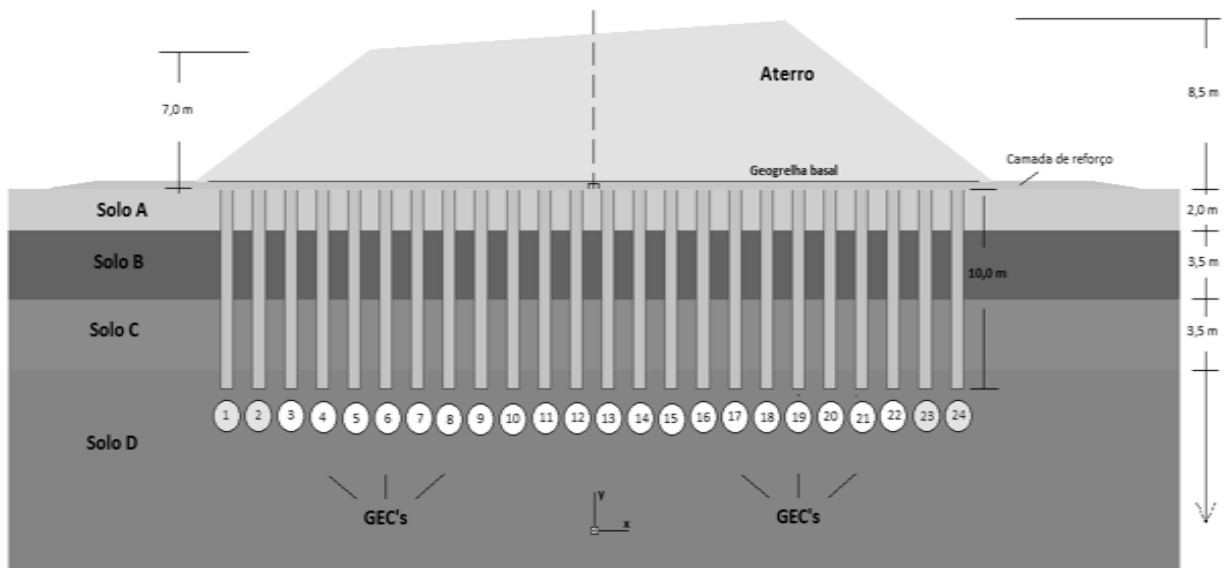 Aterro
7,0 m
8,5 m
Camada de reforço
Geogrelha basal
Solo A
2,0 m
Solo B
10,0 m
3,5 m
Solo C
3,5 m
1 2 3 4 5 6 7 8 9 10 11 12 13 14 15 16 17 18 19 20 21 22 23 24
Solo D
y
x
GEC's
GEC's